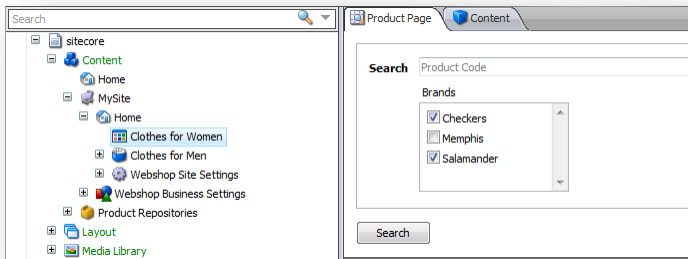 Search
sitecore
Content
Home
MySite
Home
Clothes for Women
Clothes for Men
Webshop Site Settings
Webshop Business Settings
Product Repositories
Layout
Media Library
Product Page
Content
Search Product Code
Brands
Checkers
Memphis
Salamander
Search